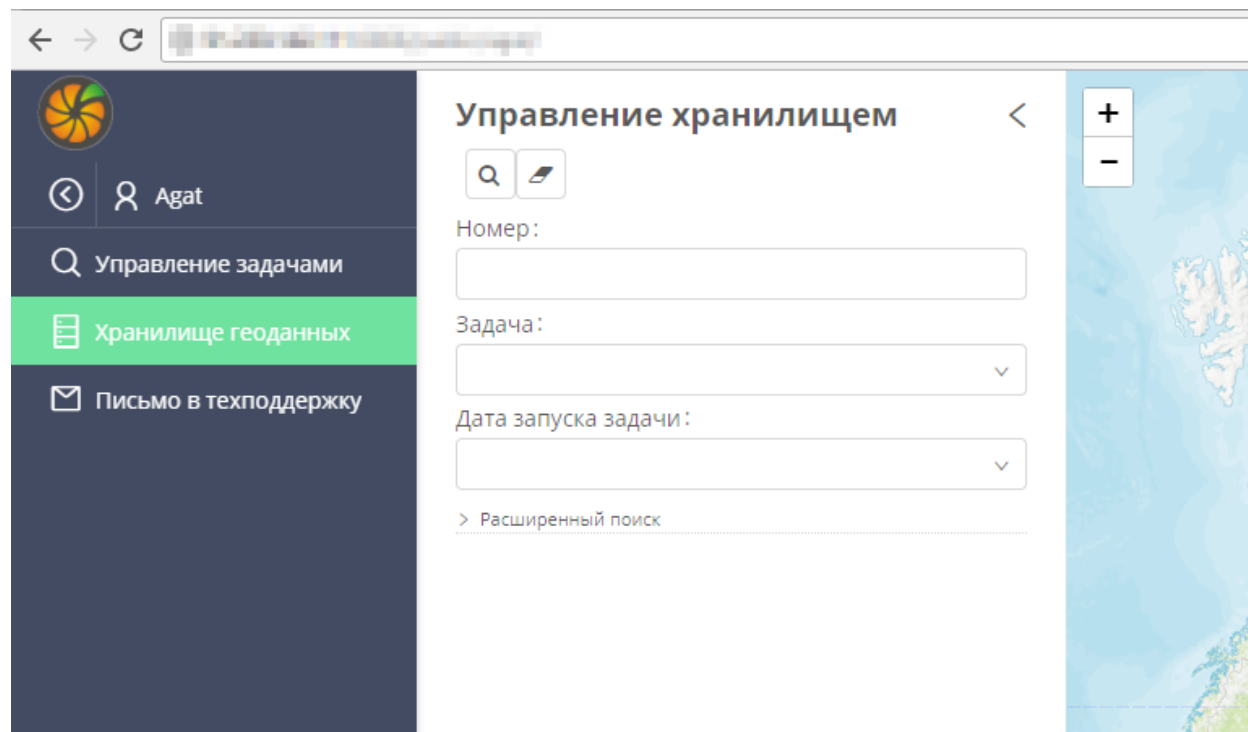 Управление хранилищем
Agat
Номер:
Управление задачами
Хранилище геоданных
Задача:
Письмо в техподдержку
Дата запуска задачи:
> Расширенный поиск